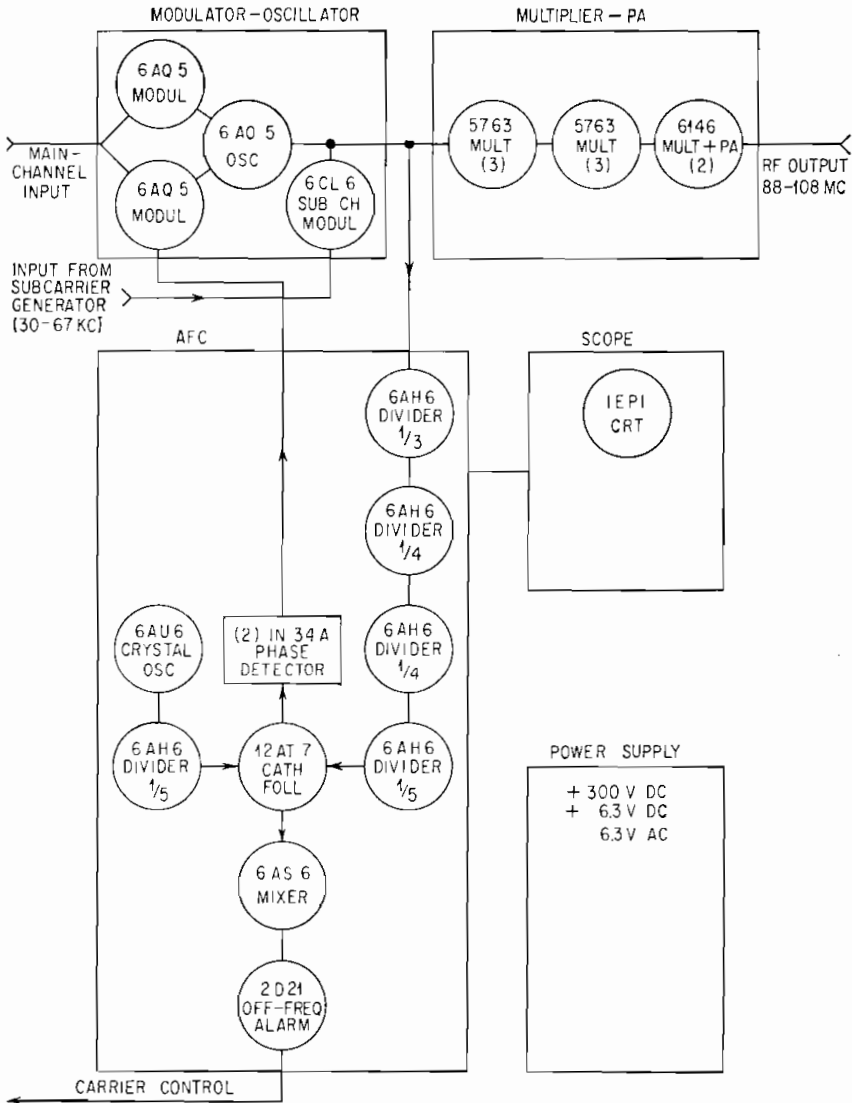 MODULATOR-OSCILLATOR
MULTIPLIER-PA
6AQ5
MODUL
6AQ5
OSC
6AQ5
MODUL
6CL6
SUB CH
MODUL
MAIN-
CHANNEL
INPUT
5763
MULT
(3)
5763
MULT
(3)
6146
MULT+PA
(2)
RF OUTPUT
88-108 MC
INPUT FROM
SUBCARRIER
GENERATOR
(30-67 KC)
AFC
SCOPE
6AH6
DIVIDER
1/3
1EP1
CRT
6AH6
DIVIDER
1/4
6AU6
CRYSTAL
OSC
(2) IN 34A
PHASE
DETECTOR
6AH6
DIVIDER
1/4
6AH6
DIVIDER
1/5
12AT7
CATH
FOLL
6AH6
DIVIDER
1/5
POWER SUPPLY
+ 300 V DC
+ 6.3 V DC
6.3 V AC
6AS6
MIXER
2D21
OFF-FREQ
ALARM
CARRIER CONTROL